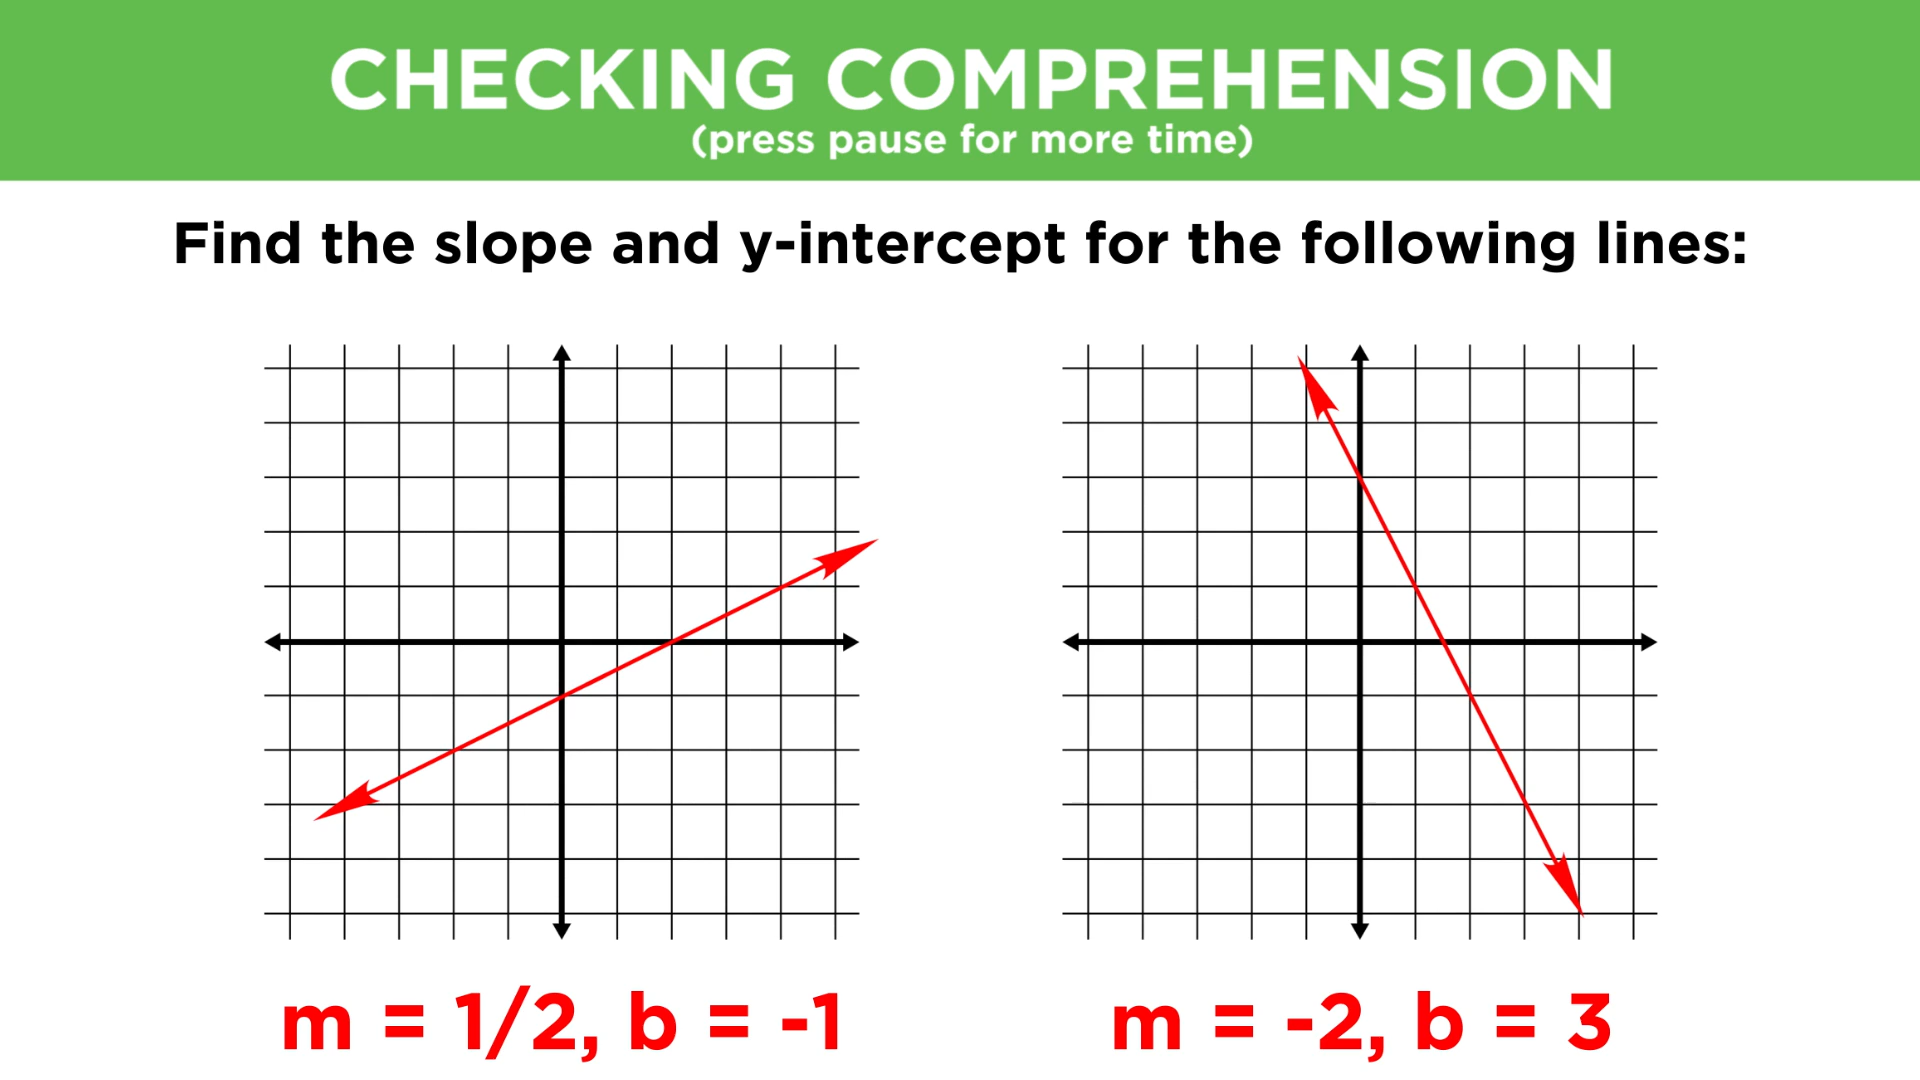 CHECKING COMPREHENSION
(press pause for more time)
Find the slope and y-intercept for the following lines:
m = 1/2, b = -1
m = -2, b = 3